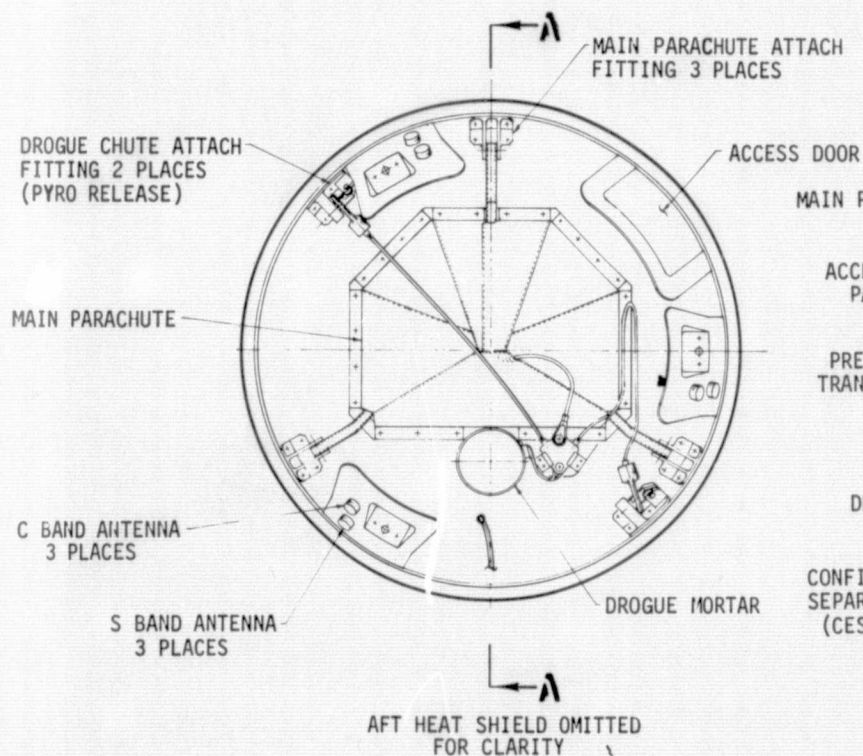 A
MAIN PARACHUTE ATTACH
FITTING 3 PLACES
DROGUE CHUTE ATTACH
FITTING 2 PLACES
(PYRO RELEASE)
ACCESS DOOR
MAIN P
ACCE
PA
MAIN PARACHUTE
PRE
TRAN
D
C BAND ANTENNA
3 PLACES
CONFI
SEPAR
(CES
DROGUE MORTAR
S BAND ANTENNA
3 PLACES
A
AFT HEAT SHIELD OMITTED
FOR CLARITY